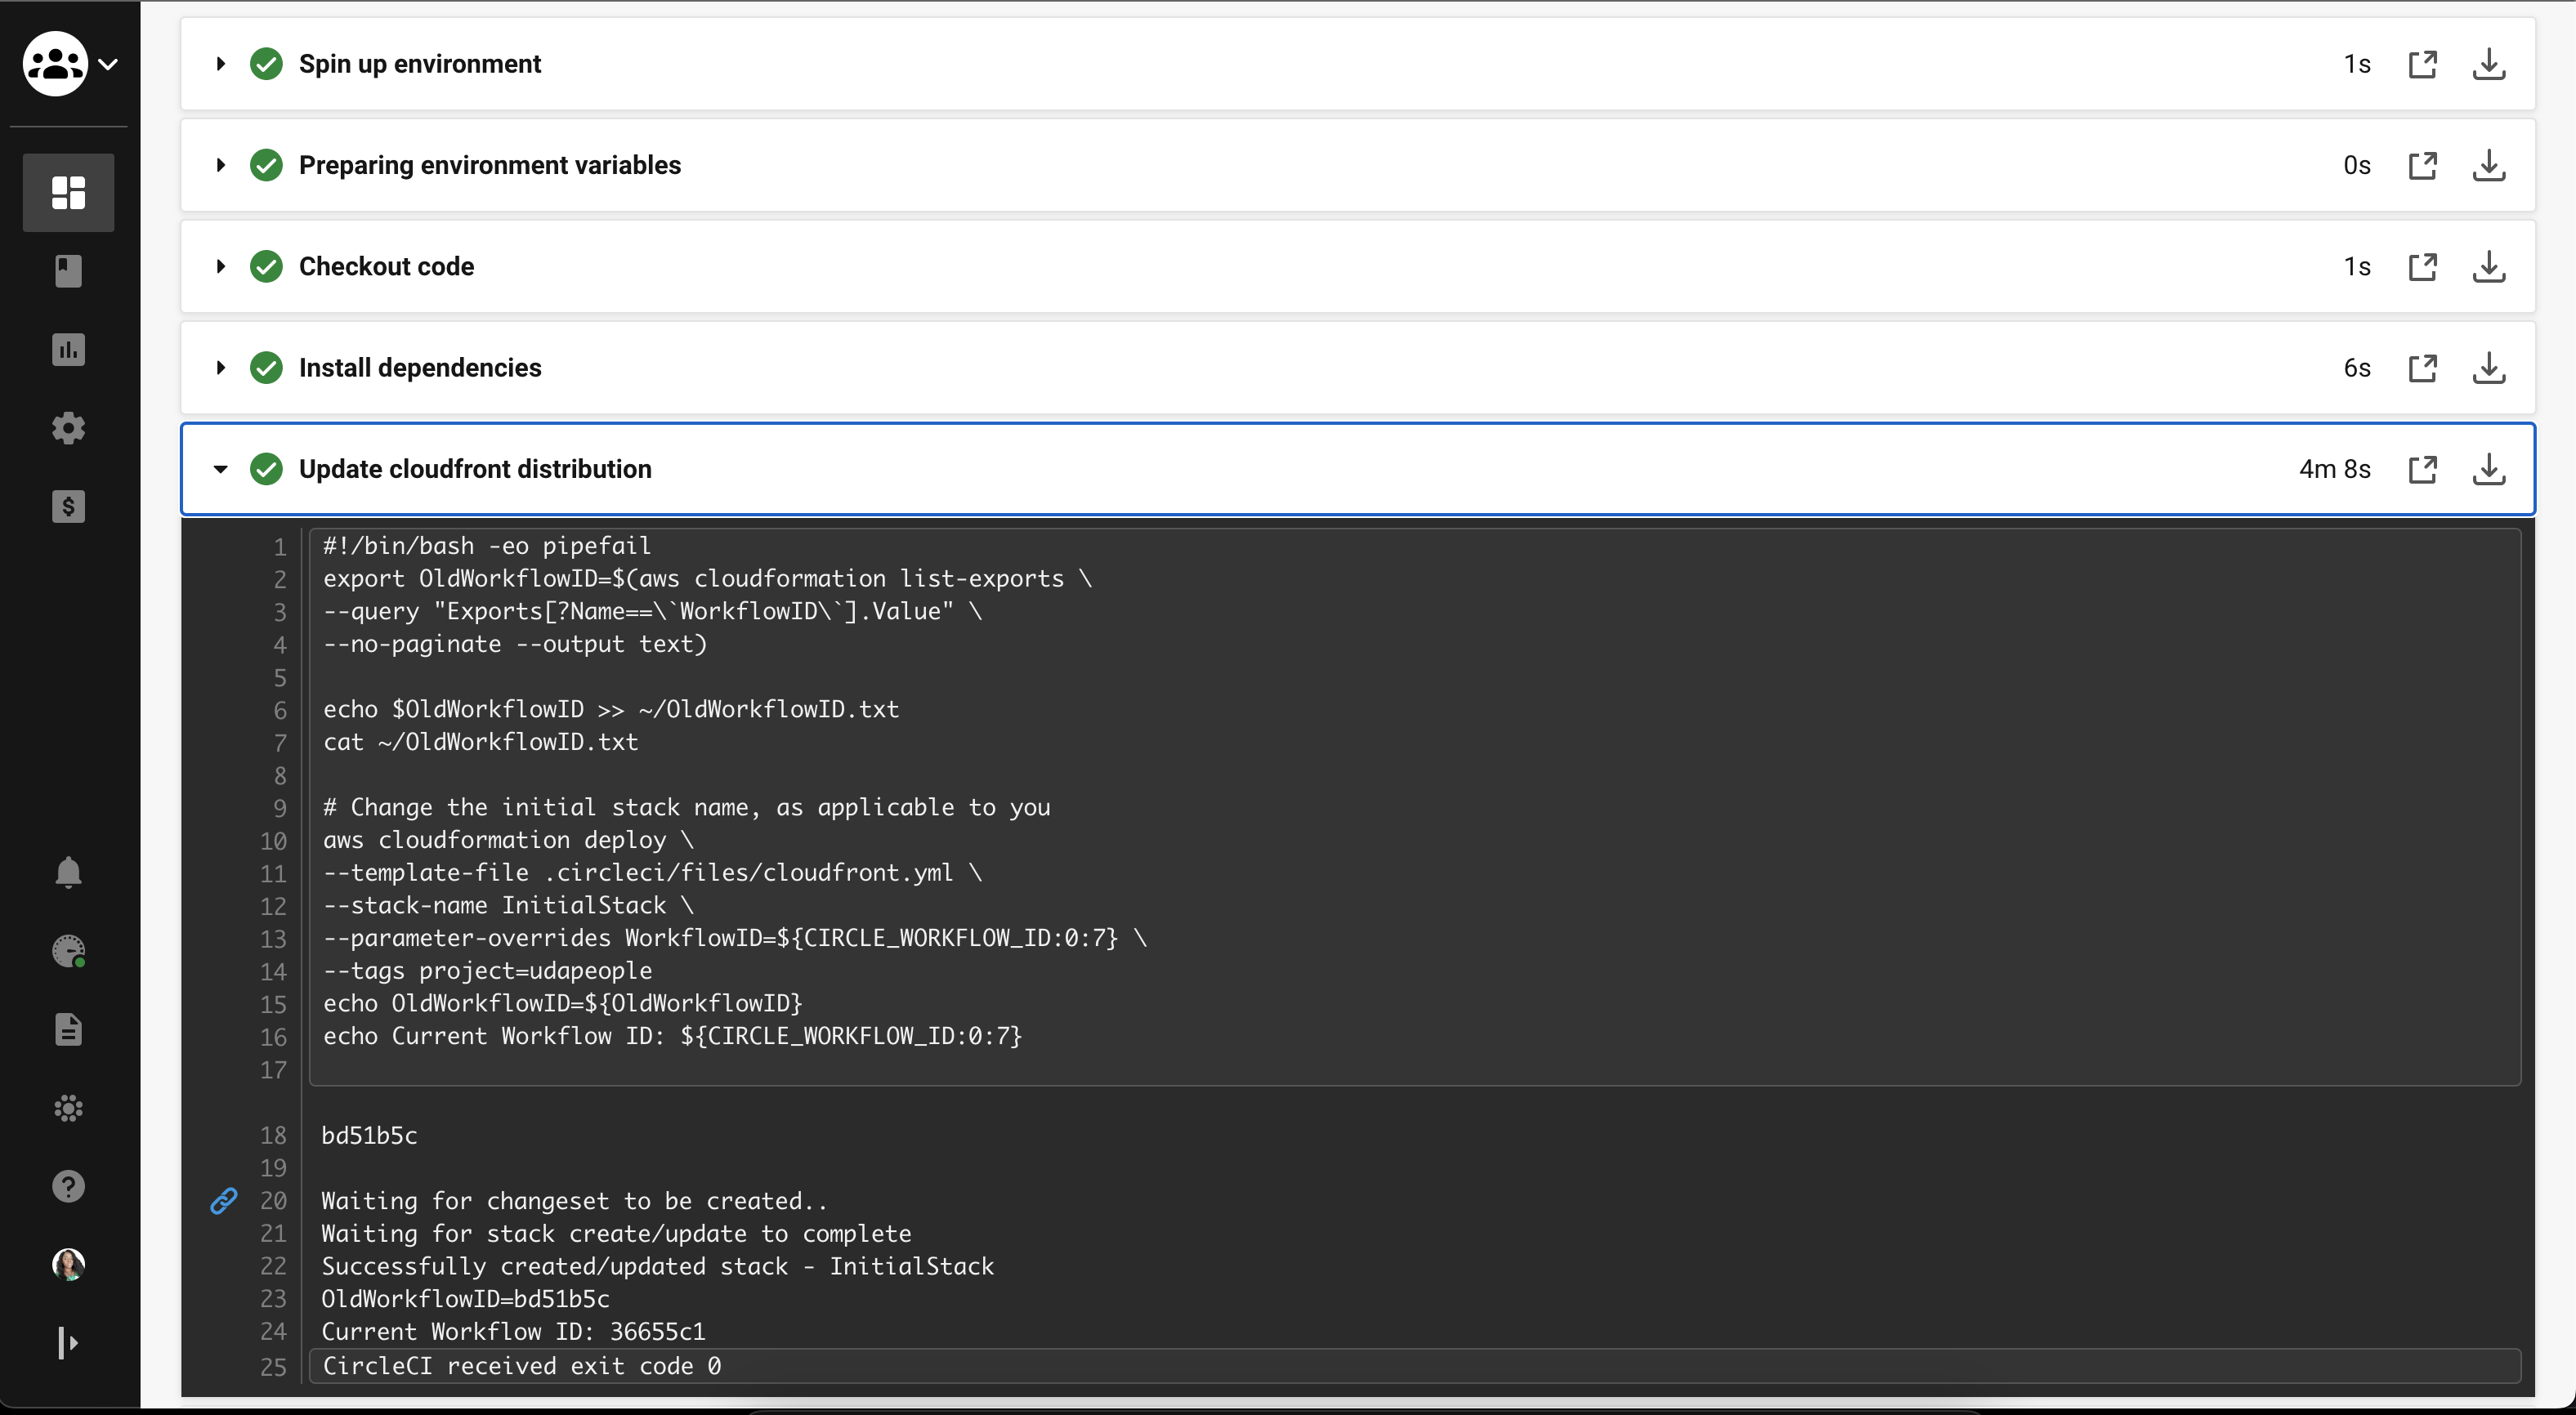 Spin up environment 1s
Preparing environment variables 0s
Checkout code 1s
Install dependencies 6s
Update cloudfront distribution 4m 8s
1 #!/bin/bash -eo pipefail
2 export OldWorkflowID=$(aws cloudformation list-exports \
3 --query "Exports[?Name==\`WorkflowID\`].Value" \
4 --no-paginate --output text)
5
6 echo $OldWorkflowID >> ~/OldWorkflowID.txt
7 cat ~/OldWorkflowID.txt
8
9 # Change the initial stack name, as applicable to you
10 aws cloudformation deploy \
11 --template-file .circleci/files/cloudfront.yml \
12 --stack-name InitialStack \
13 --parameter-overrides WorkflowID=${CIRCLE_WORKFLOW_ID:0:7} \
14 --tags project=udapeople
15 echo OldWorkflowID=${OldWorkflowID}
16 echo Current Workflow ID: ${CIRCLE_WORKFLOW_ID:0:7}
17
18 bd51b5c
19
20 Waiting for changeset to be created..
21 Waiting for stack create/update to complete
22 Successfully created/updated stack - InitialStack
23 OldWorkflowID=bd51b5c
24 Current Workflow ID: 36655c1
25 CircleCI received exit code 0